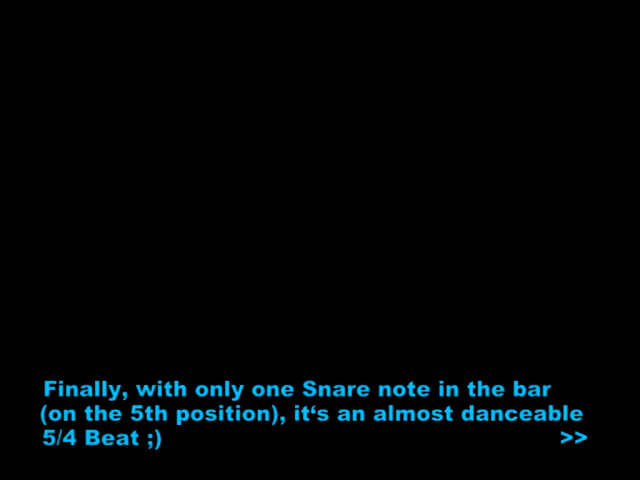 Finally, with only one Snare note in the bar
(on the 5th position), it‘s an almost danceable
5/4 Beat ;) >>